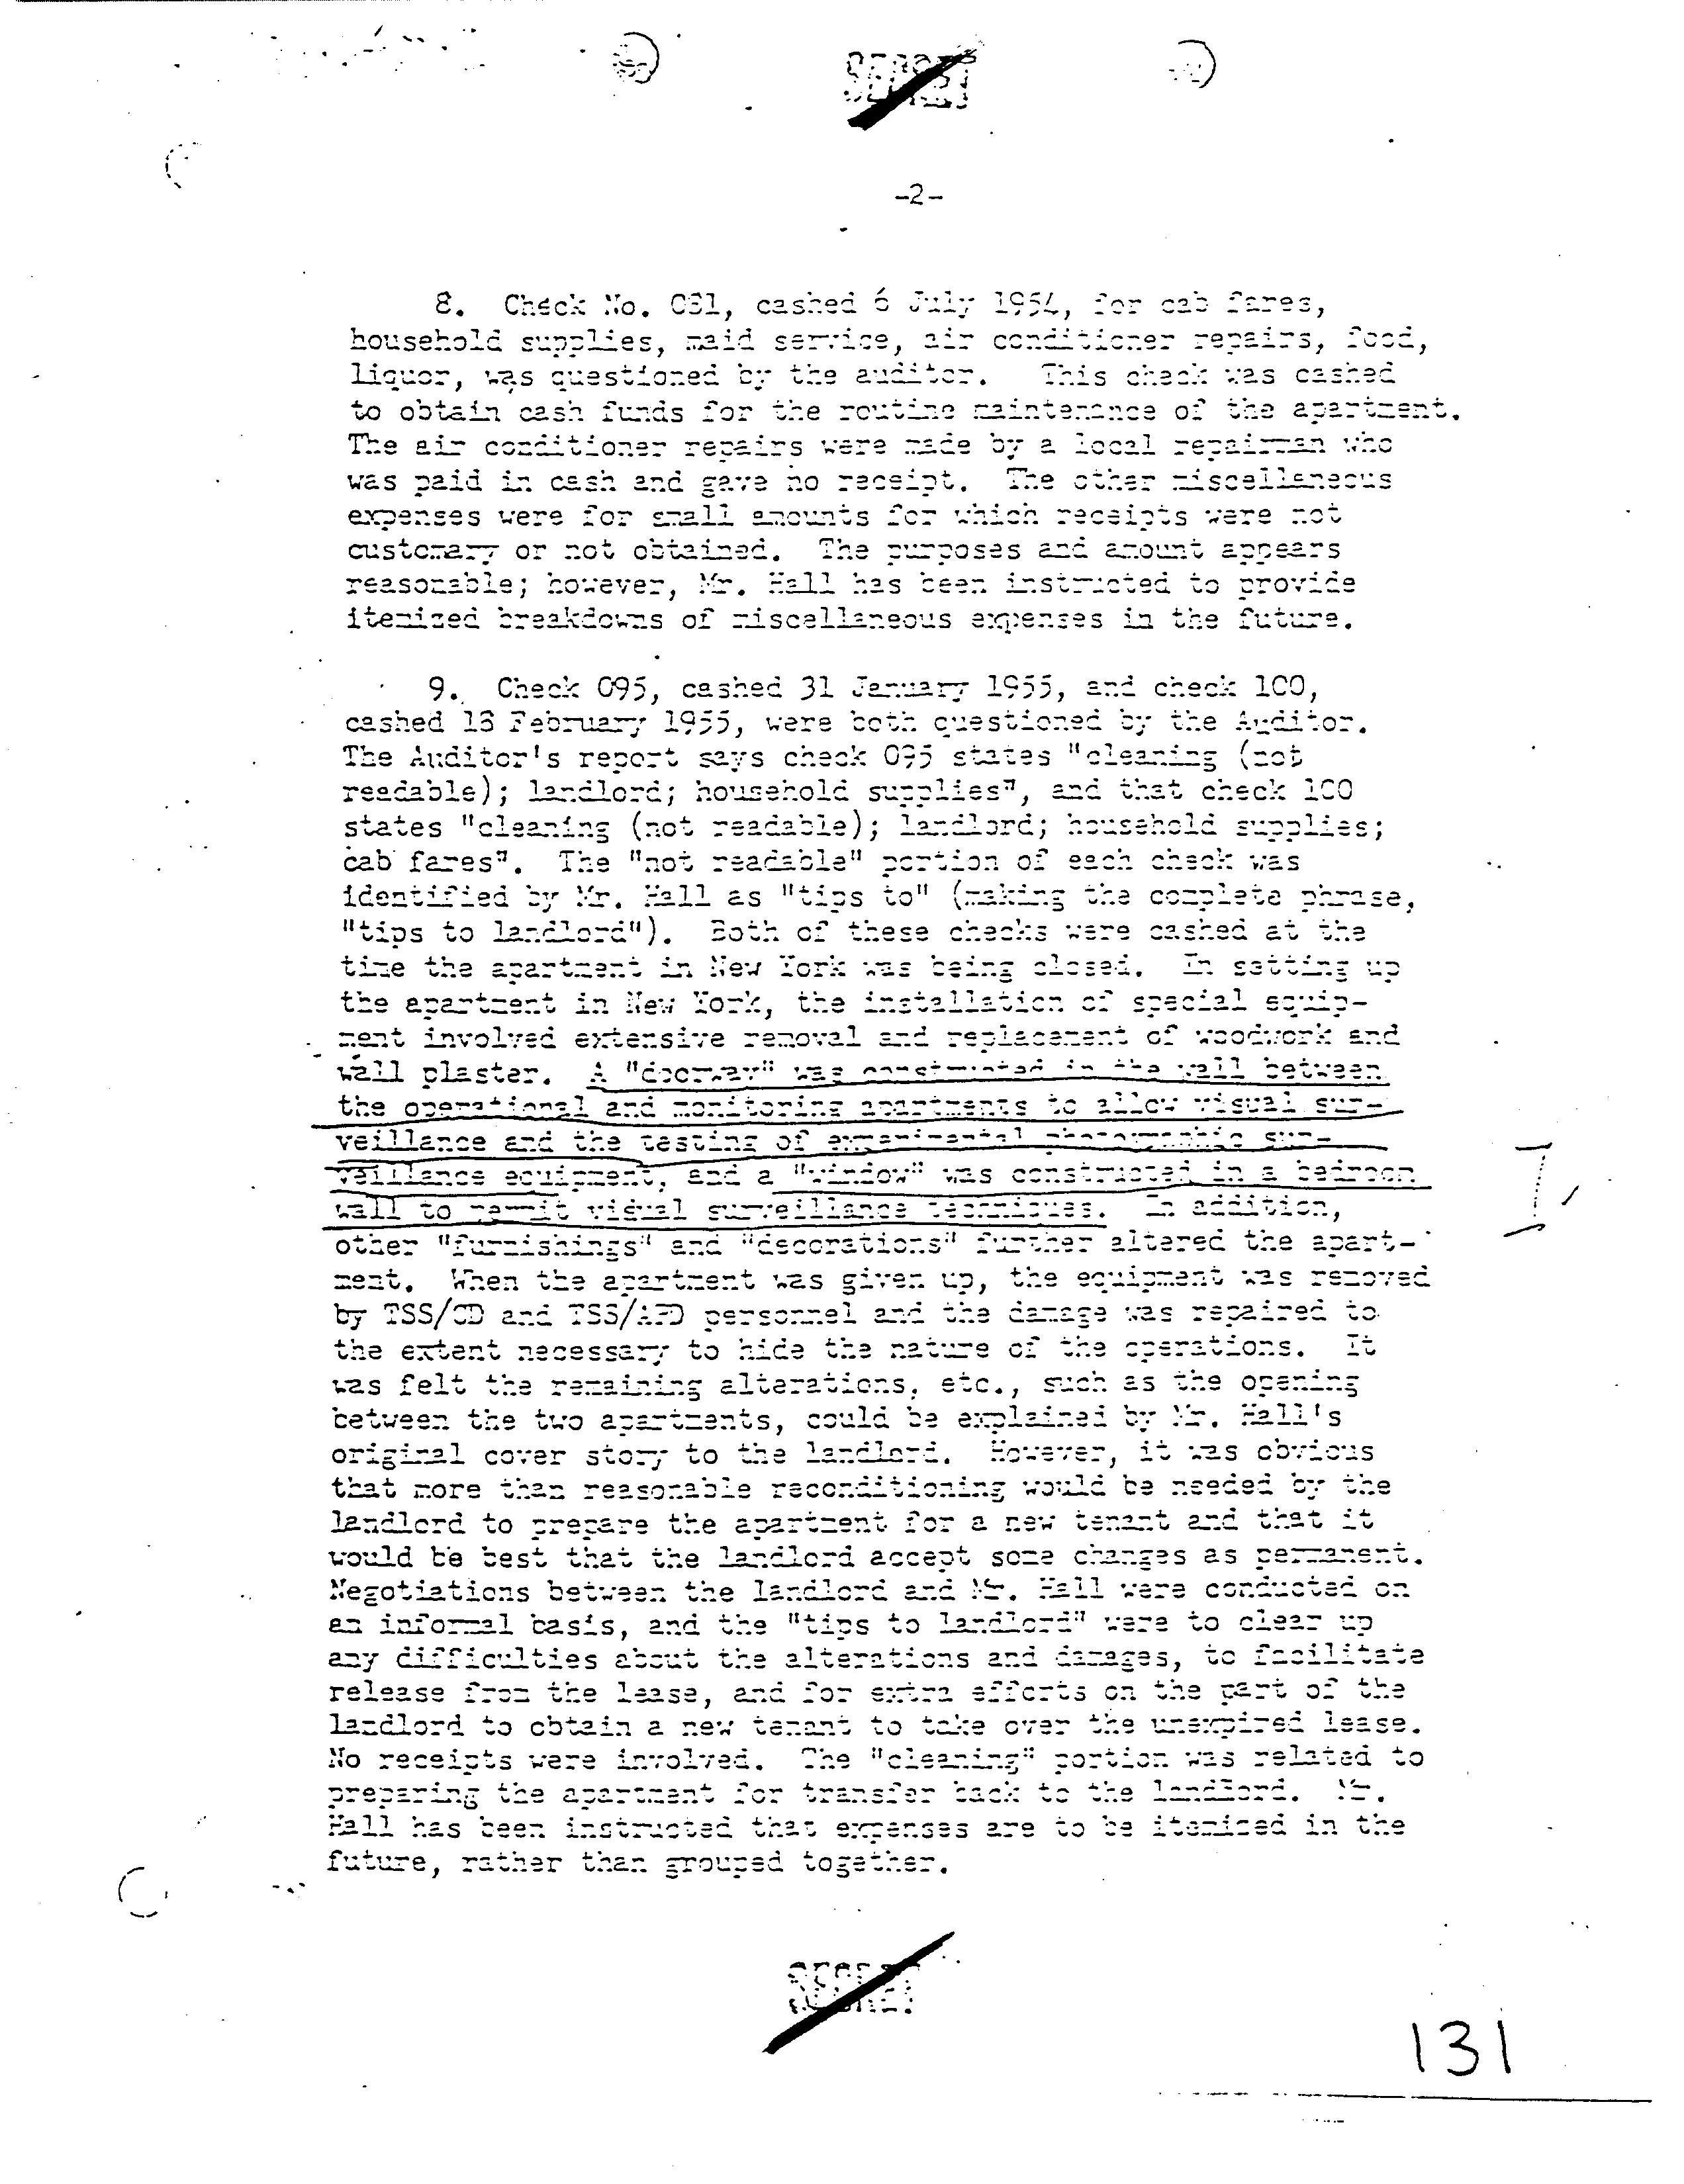 SECRET
-2-
8. Check No. 081, cashed 6 July 1954, for cab fares,
household supplies, maid service, air conditioner repairs, food,
liquor, was questioned by the auditor. This check was cashed
to obtain cash funds for the routine maintenance of the apartment.
The air conditioner repairs were made by a local repairman who
was paid in cash and gave no receipt. The other miscellaneous
expenses were for small amounts for which receipts were not
customary or not obtained. The purposes and amount appears
reasonable; however, Mr. Hall has been instructed to provide
itemized breakdowns of miscellaneous expenses in the future.
9. Check 095, cashed 31 January 1955, and check 100,
cashed 18 February 1955, were both questioned by the Auditor.
The Auditor's report says check 095 states "cleaning (not
readable); landlord; household supplies", and that check 100
states "cleaning (not readable); landlord; household supplies;
cab fares". The "not readable" portion of each check was
identified by Mr. Hall as "tips to" (making the complete phrase,
"tips to landlord"). Both of these checks were cashed at the
time the apartment in New York was being closed. In setting up
the apartment in New York, the installation of special equip-
ment involved extensive removal and replacement of woodwork and
wall plaster. A "doorway" was constructed in the wall between
the operational and monitoring apartments to allow visual sur-
veillance and the testing of experimental photographic sur-
veillance equipment, and a "window" was constructed in a bedroom
wall to permit visual surveillance techniques. In addition,
other "furnishings" and "decorations" further altered the apart-
ment. When the apartment was given up, the equipment was removed
by TSS/CD and TSS/APD personnel and the damage was repaired to
the extent necessary to hide the nature of the operations. It
was felt the remaining alterations, etc., such as the opening
between the two apartments, could be explained by Mr. Hall's
original cover story to the landlord. However, it was obvious
that more than reasonable reconditioning would be needed by the
landlord to prepare the apartment for a new tenant and that it
would be best that the landlord accept some changes as permanent.
Negotiations between the landlord and Mr. Hall were conducted on
an informal basis, and the "tips to landlord" were to clear up
any difficulties about the alterations and damages, to facilitate
release from the lease, and for extra efforts on the part of the
landlord to obtain a new tenant to take over the unexpired lease.
No receipts were involved. The "cleaning" portion was related to
preparing the apartment for transfer back to the landlord. Mr.
Hall has been instructed that expenses are to be itemized in the
future, rather than grouped together.
SECRET
131